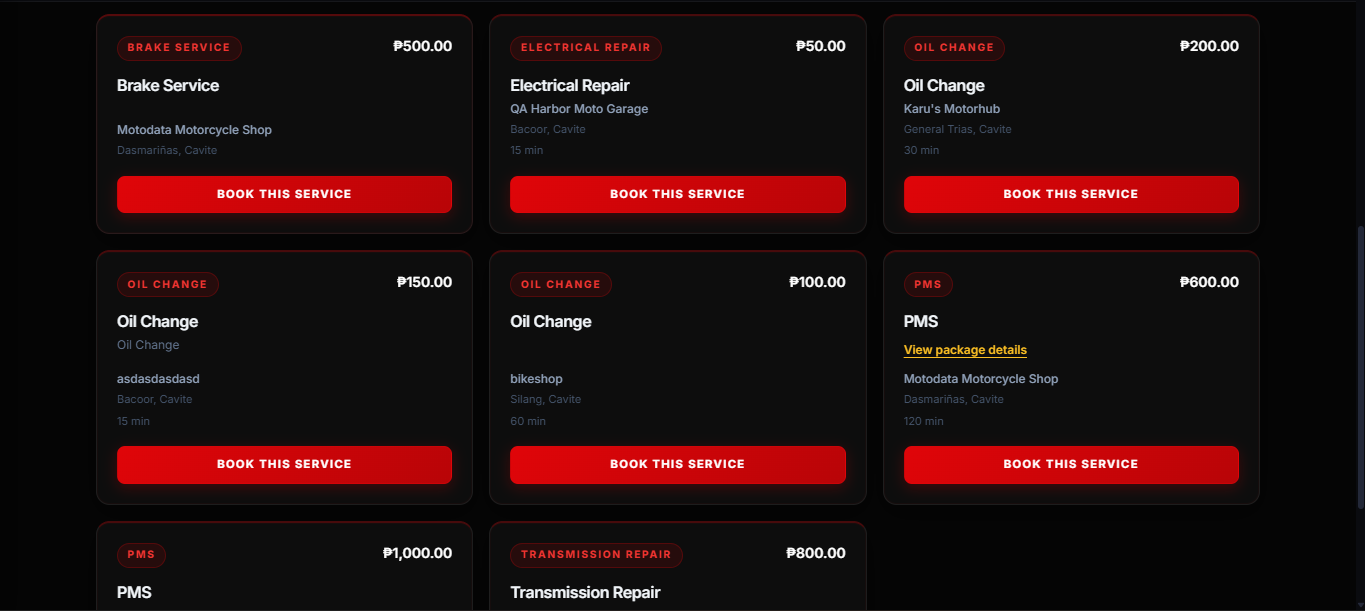 BRAKE SERVICE
₱500.00
Brake Service
Motodata Motorcycle Shop
Dasmariñas, Cavite
BOOK THIS SERVICE
ELECTRICAL REPAIR
₱50.00
Electrical Repair
QA Harbor Moto Garage
Bacoor, Cavite
15 min
BOOK THIS SERVICE
OIL CHANGE
₱200.00
Oil Change
Karu's Motorhub
General Trias, Cavite
30 min
BOOK THIS SERVICE
OIL CHANGE
₱150.00
Oil Change
Oil Change
asdasdasdasd
Bacoor, Cavite
15 min
BOOK THIS SERVICE
OIL CHANGE
₱100.00
Oil Change
bikeshop
Silang, Cavite
60 min
BOOK THIS SERVICE
PMS
₱600.00
PMS
View package details
Motodata Motorcycle Shop
Dasmariñas, Cavite
120 min
BOOK THIS SERVICE
PMS
₱1,000.00
PMS
TRANSMISSION REPAIR
₱800.00
Transmission Repair